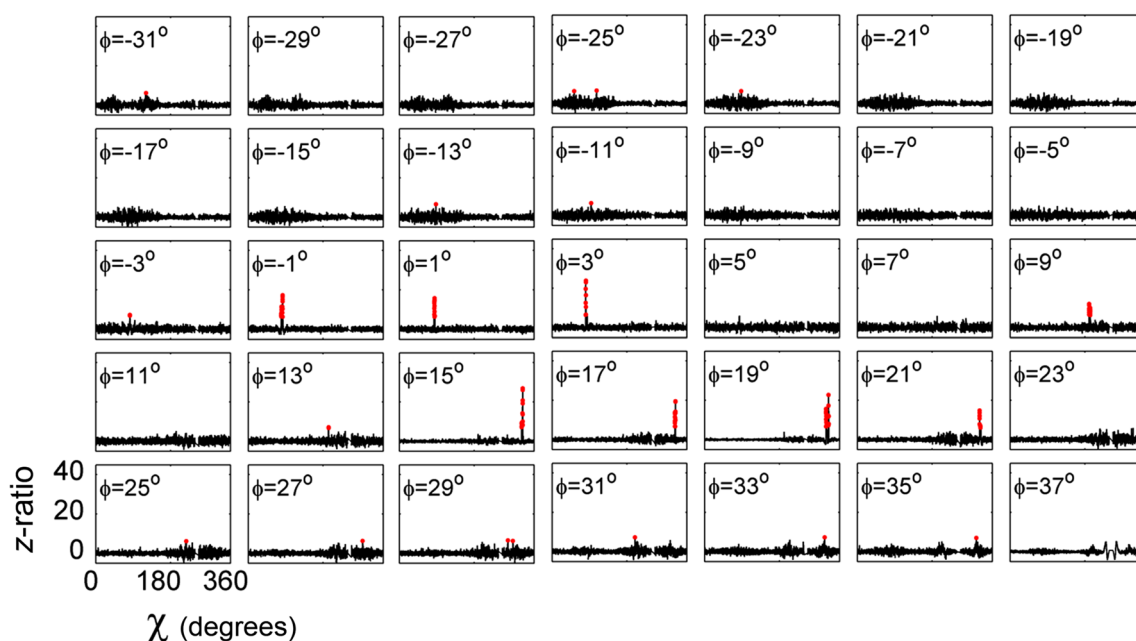 ϕ=-31° ϕ=-29° ϕ=-27° ϕ=-25° ϕ=-23° ϕ=-21° ϕ=-19°
ϕ=-17° ϕ=-15° ϕ=-13° ϕ=-11° ϕ=-9° ϕ=-7° ϕ=-5°
ϕ=-3° ϕ=-1° ϕ=1° ϕ=3° ϕ=5° ϕ=7° ϕ=9°
ϕ=11° ϕ=13° ϕ=15° ϕ=17° ϕ=19° ϕ=21° ϕ=23°
ϕ=25° ϕ=27° ϕ=29° ϕ=31° ϕ=33° ϕ=35° ϕ=37°
z-ratio
40
20
0
0 180 360
χ (degrees)